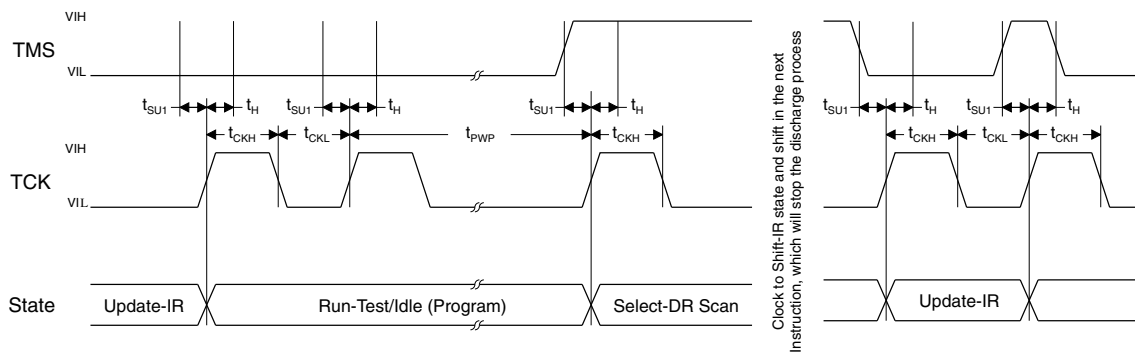 VIH
TMS
VIL
tSU1
tH
tSU1
tH
tSU1
tH
tSU1
tH
tSU1
tH
tCKH
tCKL
tPWP
tCKH
tCKH
tCKL
tCKH
VIH
TCK
VIL
State
Update-IR
Run-Test/Idle (Program)
Select-DR Scan
Clock to Shift-IR state and shift in the next
Instruction, which will stop the discharge process
Update-IR